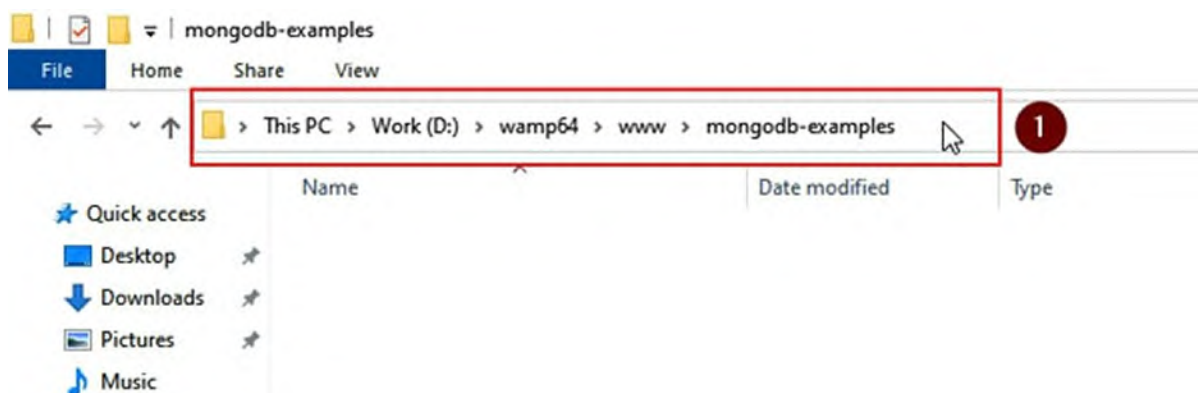 mongodb-examples
File Home Share View
This PC > Work (D:) > wamp64 > www > mongodb-examples
1
Name Date modified Type
Quick access
Desktop
Downloads
Pictures
Music